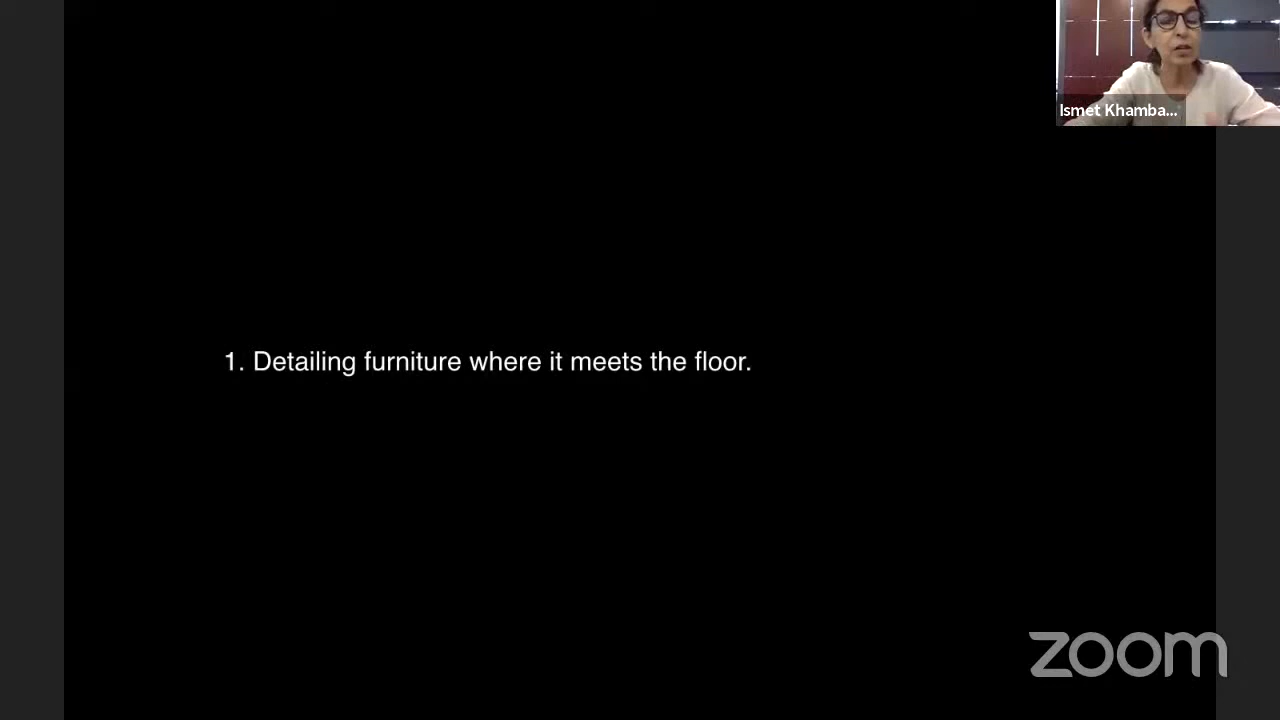 Ismet Khamba...
1. Detailing furniture where it meets the floor.
zoom